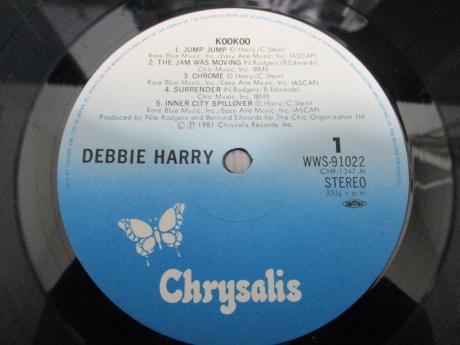 KOOKOO
1. JUMP JUMP (D. Harry/C. Stein)
Rare Blue Music, Inc./Easy Aire Music, Inc. (ASCAP)
2. THE JAM WAS MOVING (N. Rodgers/B. Edwards)
Chic Music, Inc. (BMI)
3. CHROME (D. Harry/C. Stein)
Rare Blue Music, Inc./Easy Aire Music, Inc. (ASCAP)
4. SURRENDER (N. Rodgers/B. Edwards)
Chic Music, Inc. (BMI)
5. INNER CITY SPILLOVER (D. Harry/C. Stein)
Rare Blue Music, Inc./Easy Aire Music, Inc. (ASCAP)
Produced by Nile Rodgers and Bernard Edwards for The Chic Organization Ltd
©Ⓟ 1981 Chrysalis Records Inc.
DEBBIE HARRY
1
WWS-91022
(CHR-1347-A)
STEREO
33⅓ r.p.m.
Chrysalis